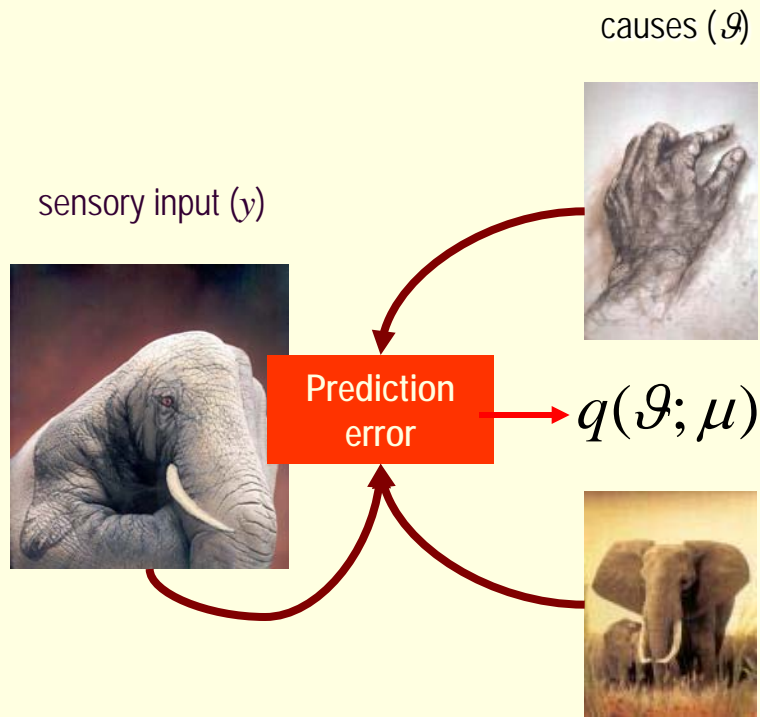 causes (ϑ)
sensory input (y)
Prediction
error
q(ϑ; μ)